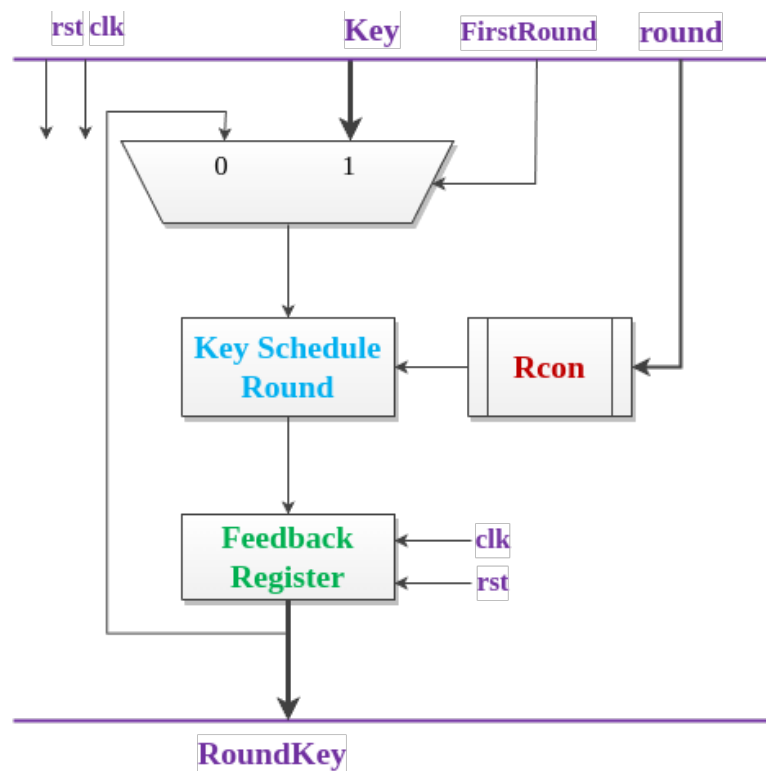 rst clk Key FirstRound round
0 1
Key Schedule
Round
Rcon
Feedback
Register
clk
rst
RoundKey